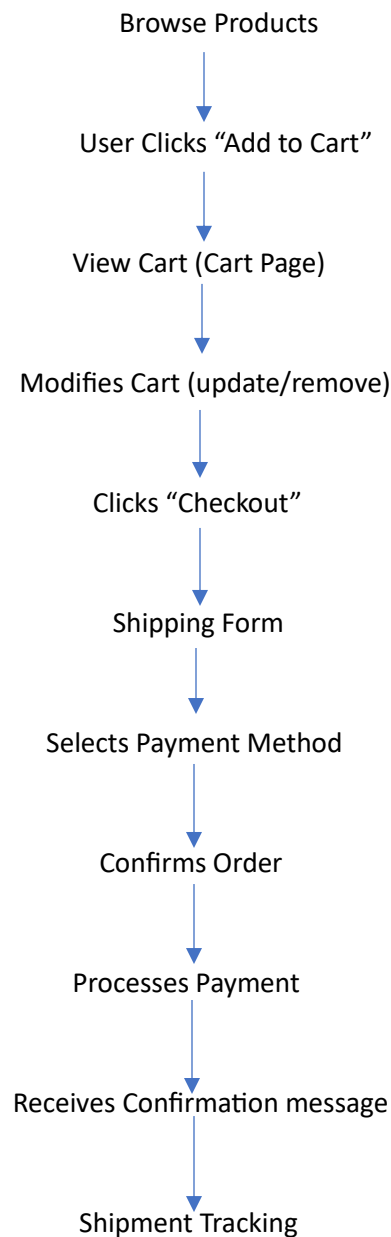 Browse Products
User Clicks “Add to Cart”
View Cart (Cart Page)
Modifies Cart (update/remove)
Clicks “Checkout”
Shipping Form
Selects Payment Method
Confirms Order
Processes Payment
Receives Confirmation message
Shipment Tracking